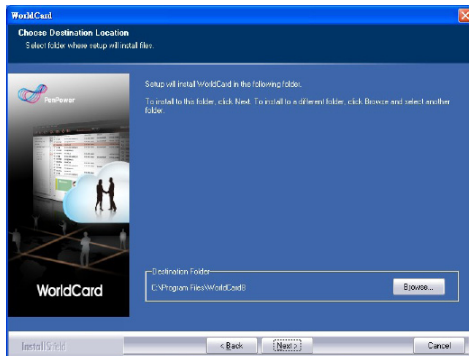 WorldCard
Choose Destination Location
Select folder where setup will install files.
PenPower
Setup will install WorldCard in the following folder.
To install to this folder, click Next. To install to a different folder, click Browse and select another
folder.
WorldCard
Destination Folder
C:\Program Files\WorldCard8
Browse...
InstallShield
< Back
Next >
Cancel